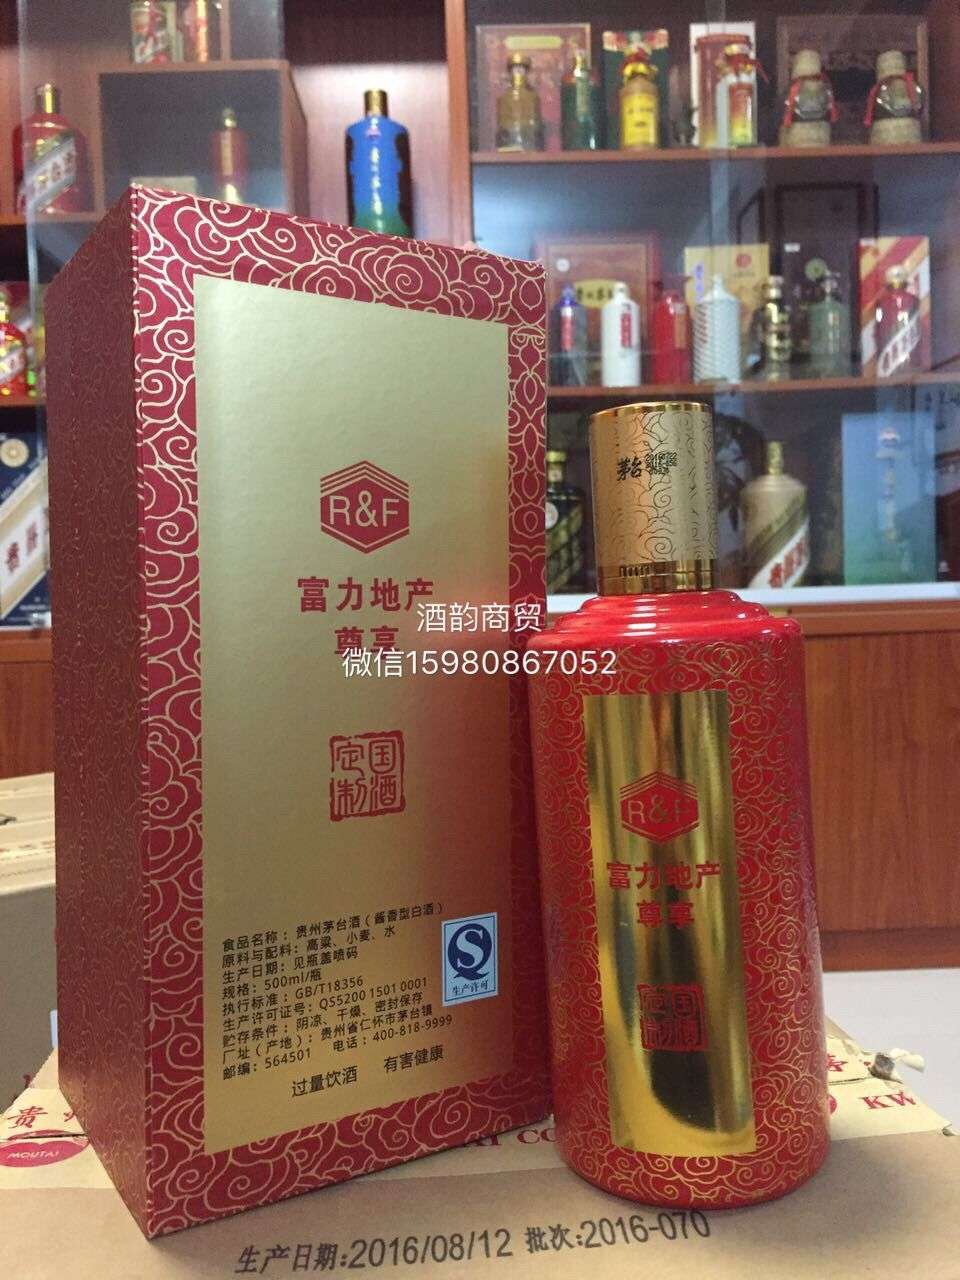 R&F
富力地产
尊享
酒韵商贸
微信15980867052
国酒
定制
食品名称：贵州茅台酒（酱香型白酒）
原料与配料：高粱、小麦、水
生产日期：见瓶盖喷码
规格：500ml/瓶
执行标准：GB/T18356
生产许可证号：QS5200 1501 0001
贮存条件：阴凉、干燥、密封保存
厂址（产地）：贵州省仁怀市茅台镇
邮编：564501 电话：400-818-9999
过量饮酒 有害健康
生产许可
茅台
R&F
富力地产
尊享
国酒
定制
MOUTAI
贵
KW
生产日期:2016/08/12 批次:2016-070